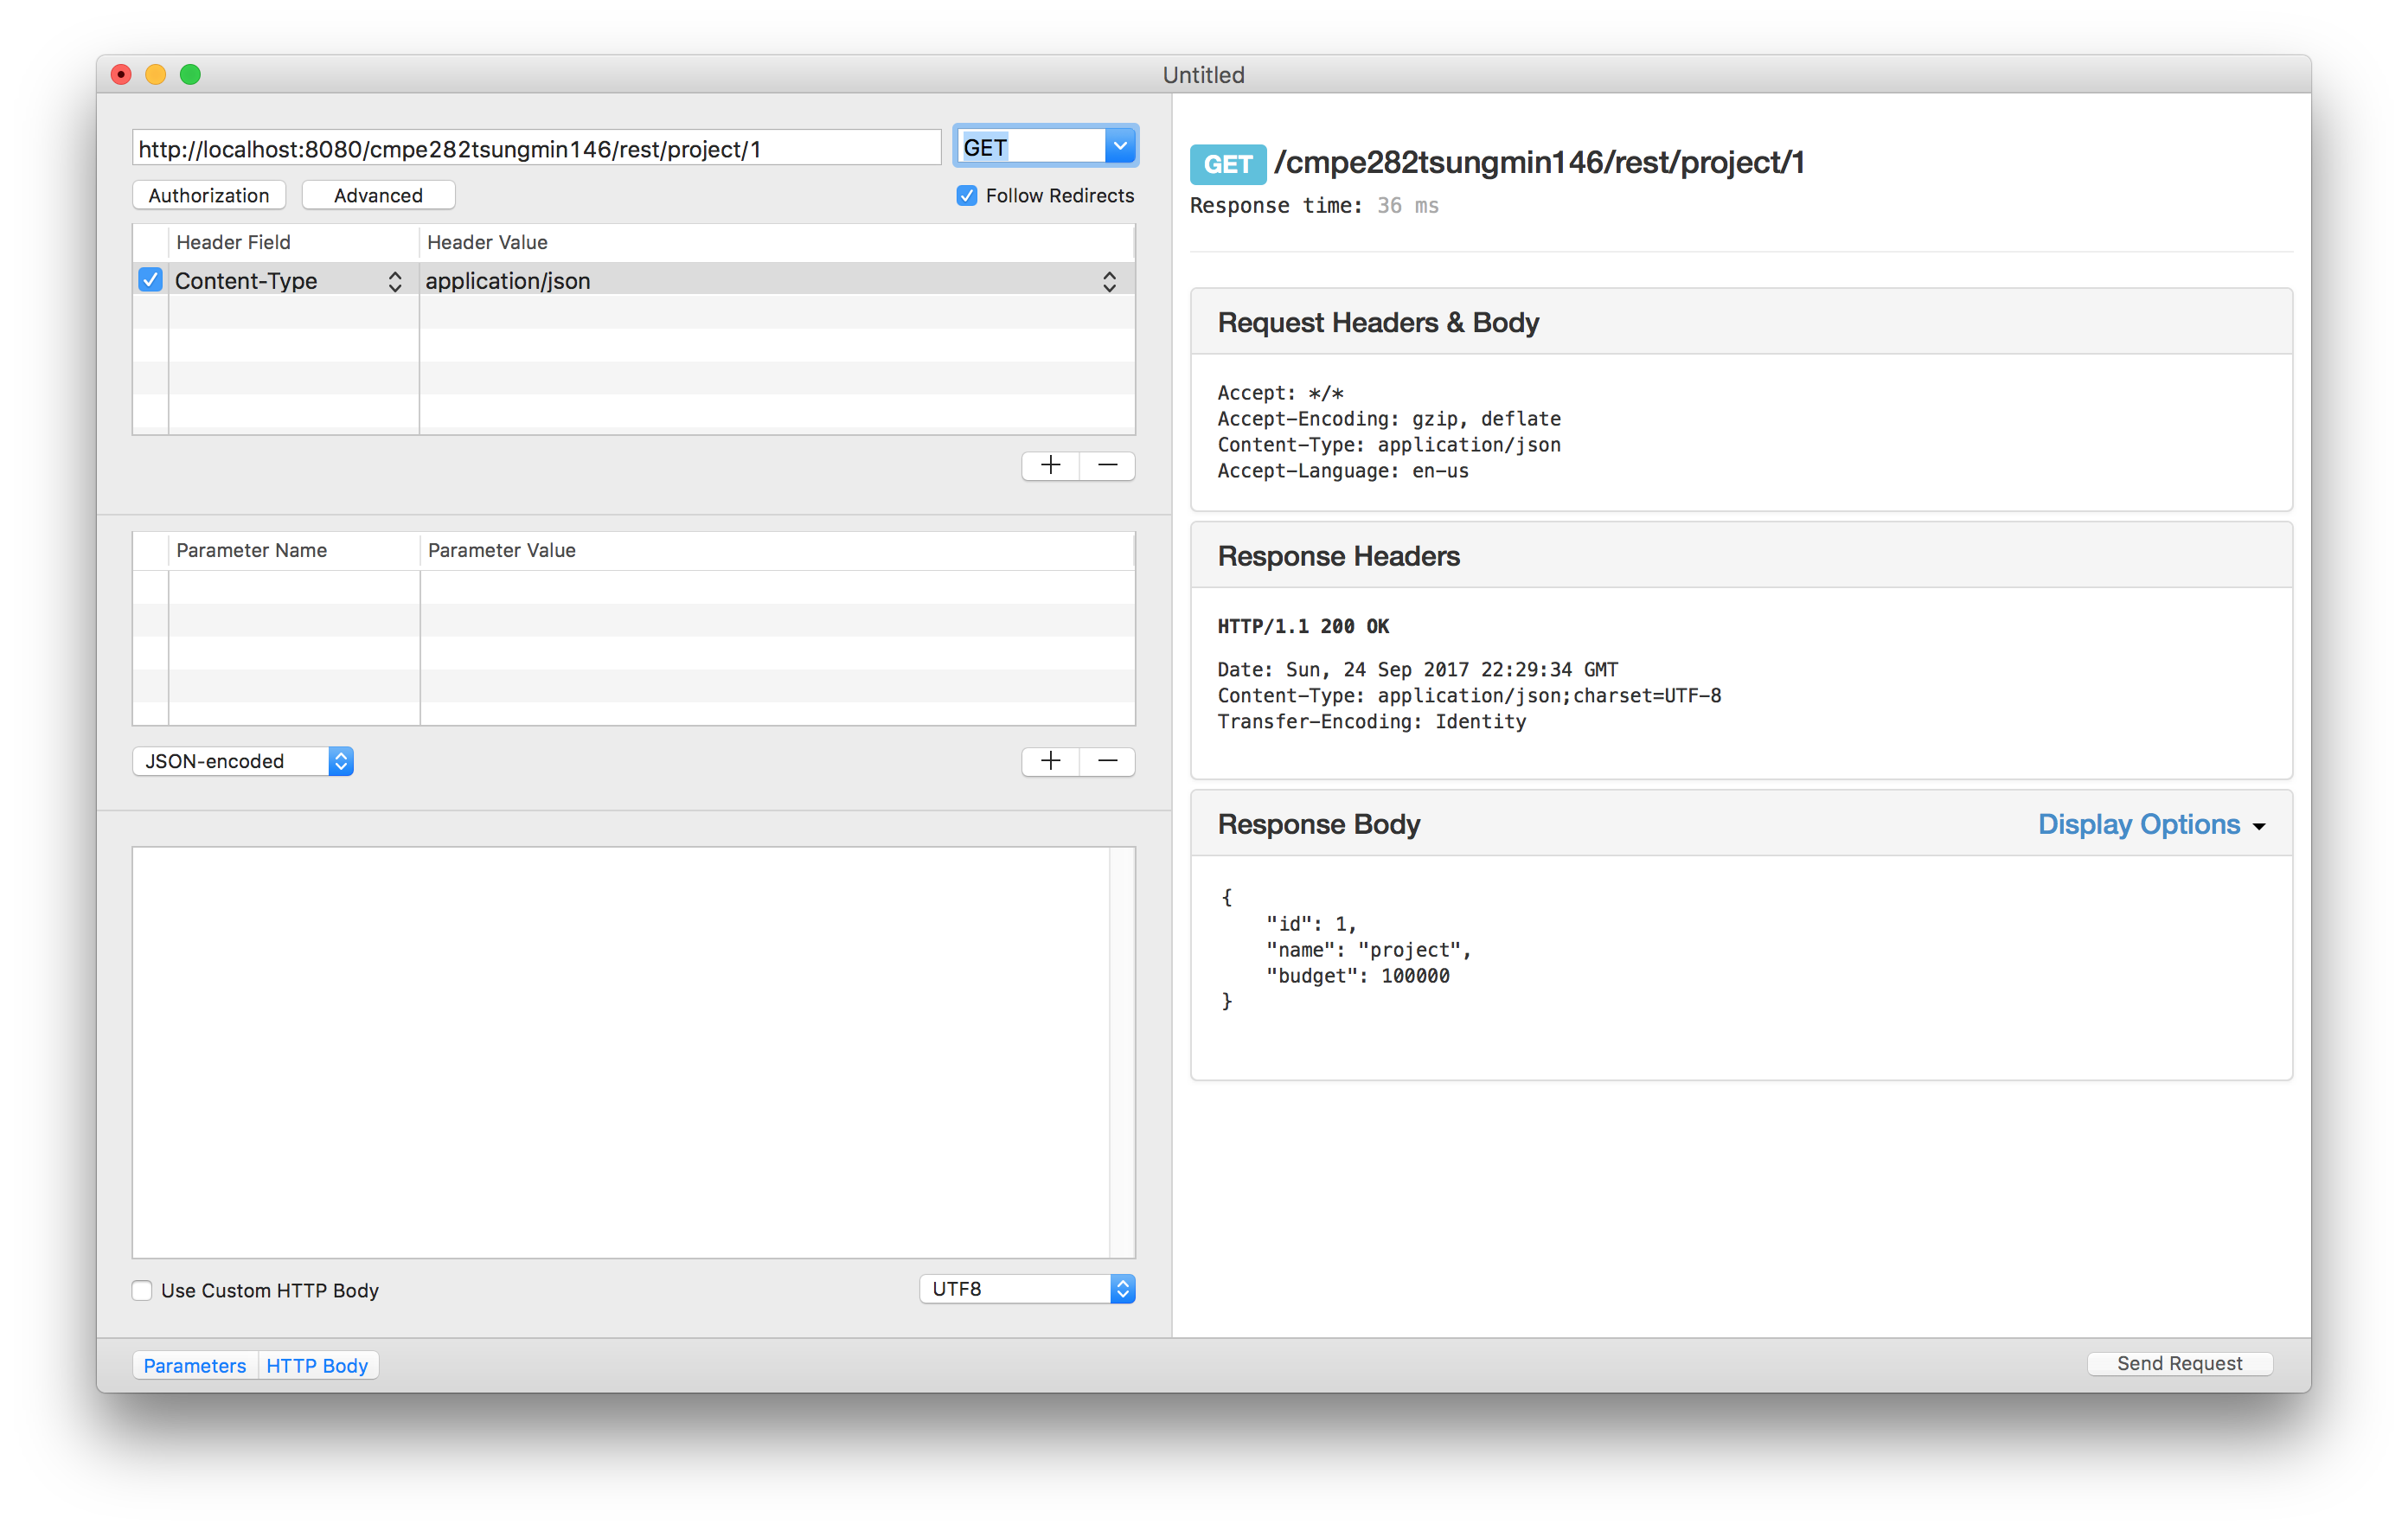 Untitled
http://localhost:8080/cmpe282tsungmin146/rest/project/1
GET
Authorization
Advanced
Follow Redirects
Header Field
Header Value
Content-Type
application/json
Parameter Name
Parameter Value
JSON-encoded
Use Custom HTTP Body
UTF8
Parameters
HTTP Body
GET /cmpe282tsungmin146/rest/project/1
Response time: 36 ms
Request Headers & Body
Accept: */*
Accept-Encoding: gzip, deflate
Content-Type: application/json
Accept-Language: en-us
Response Headers
HTTP/1.1 200 OK
Date: Sun, 24 Sep 2017 22:29:34 GMT
Content-Type: application/json;charset=UTF-8
Transfer-Encoding: Identity
Response Body
Display Options
{
"id": 1,
"name": "project",
"budget": 100000
}
Send Request